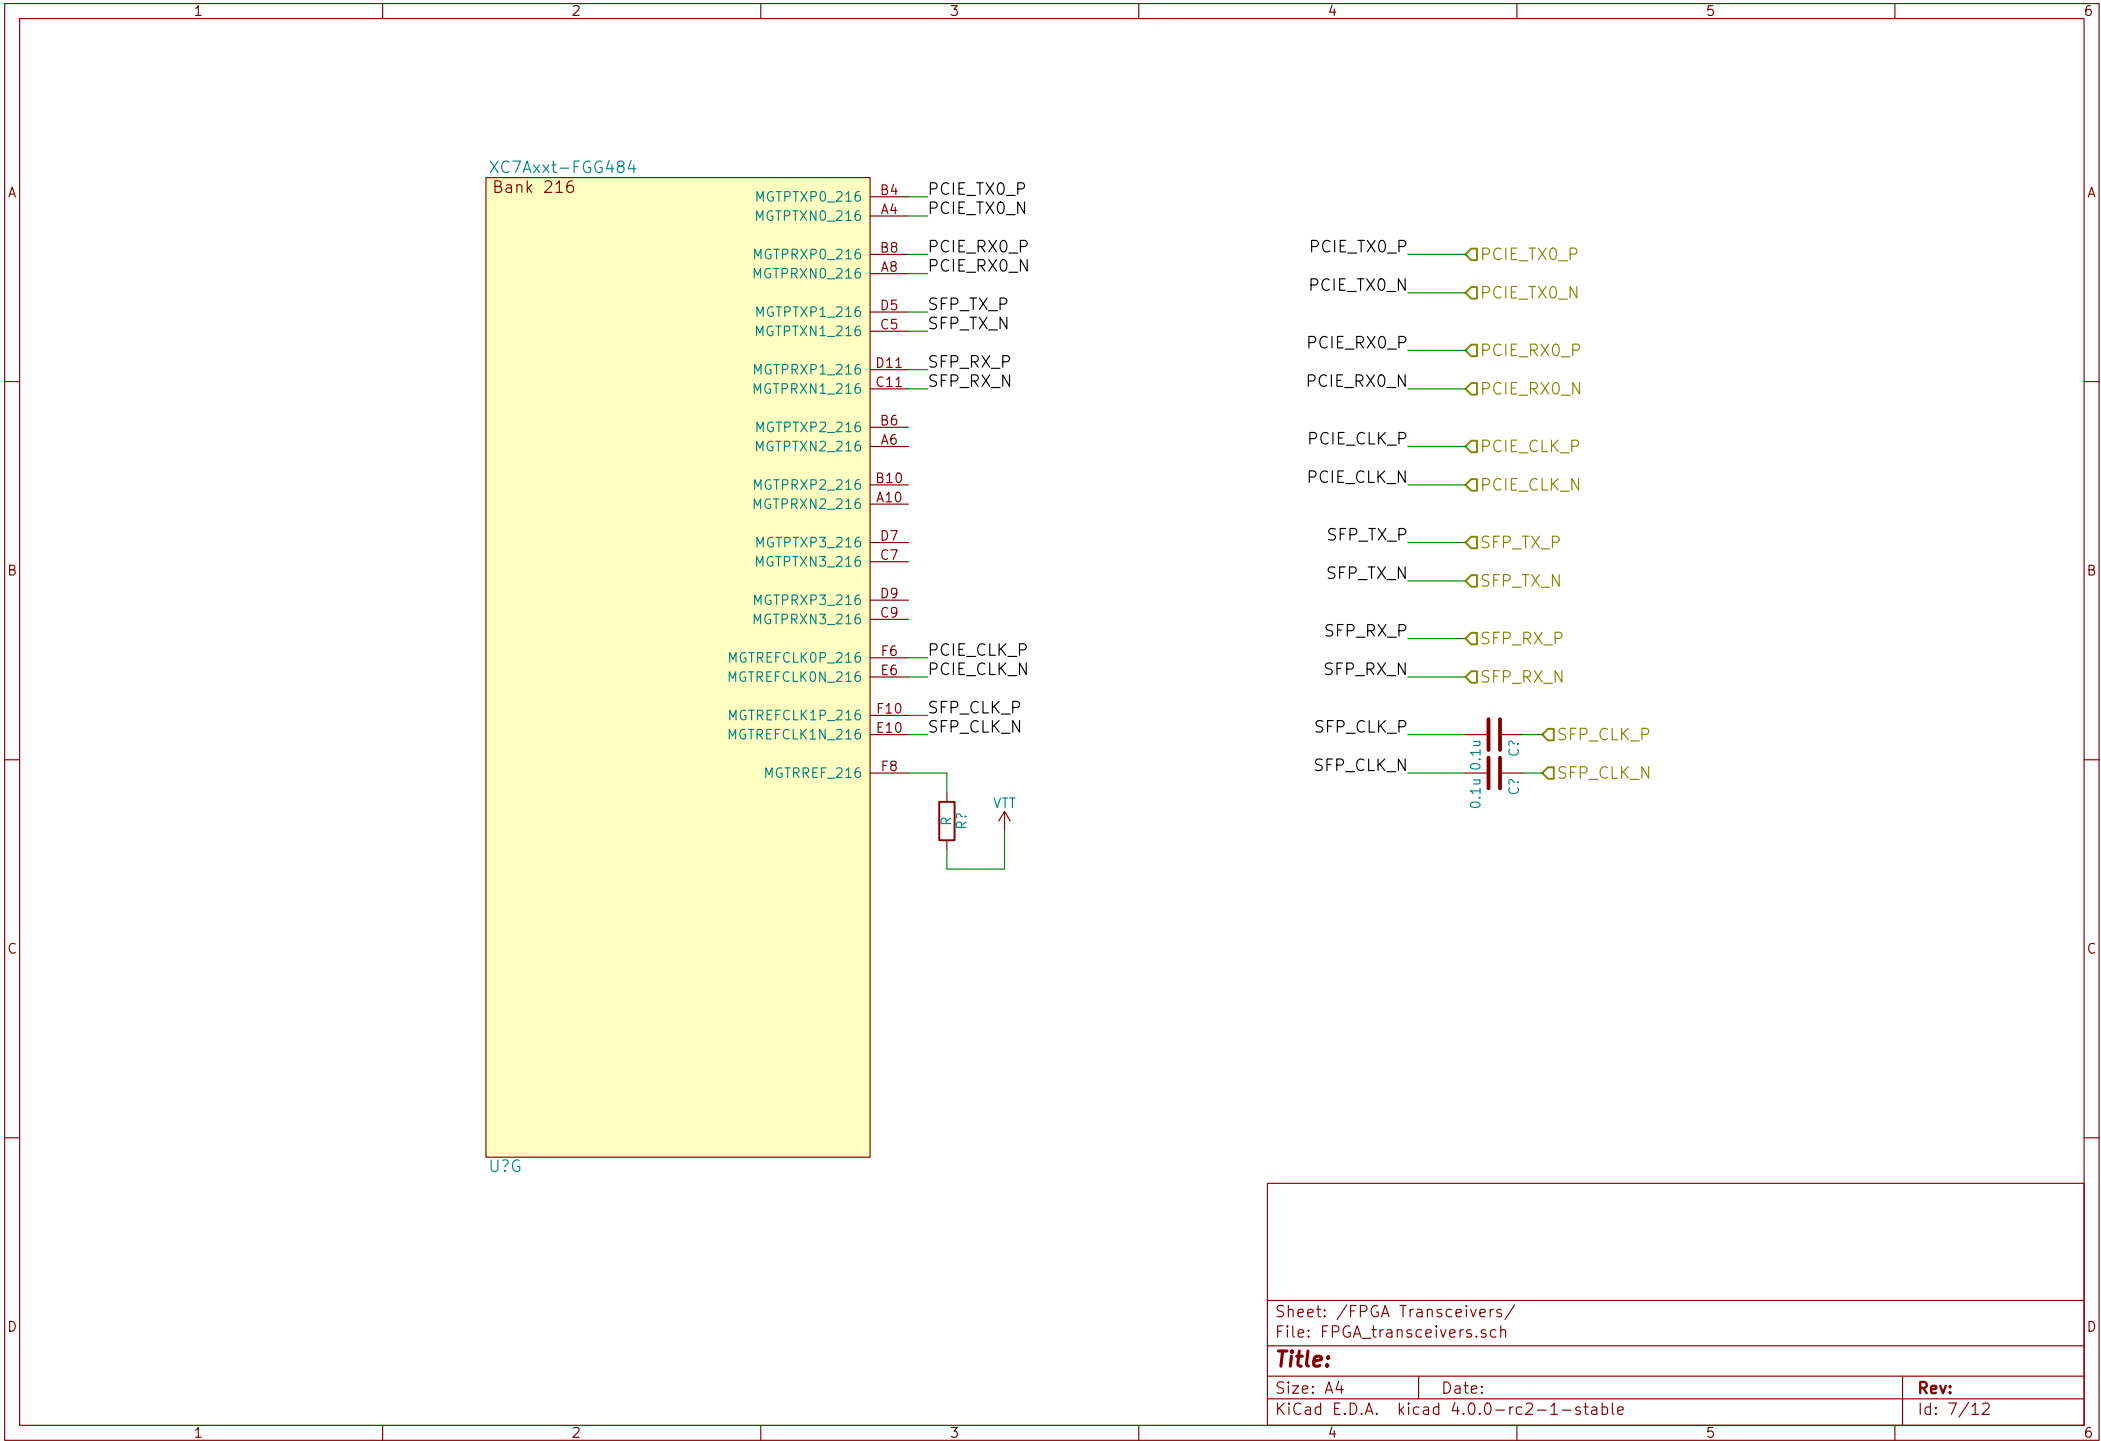 1 2 3 4 5 6
A A
B B
C C
D D
XC7Axxt-FGG484
Bank 216
MGTPTXP0_216 B4 PCIE_TX0_P
MGTPTXN0_216 A4 PCIE_TX0_N
MGTPRXP0_216 B8 PCIE_RX0_P
MGTPRXN0_216 A8 PCIE_RX0_N
MGTPTXP1_216 D5 SFP_TX_P
MGTPTXN1_216 C5 SFP_TX_N
MGTPRXP1_216 D11 SFP_RX_P
MGTPRXN1_216 C11 SFP_RX_N
MGTPTXP2_216 B6
MGTPTXN2_216 A6
MGTPRXP2_216 B10
MGTPRXN2_216 A10
MGTPTXP3_216 D7
MGTPTXN3_216 C7
MGTPRXP3_216 D9
MGTPRXN3_216 C9
MGTREFCLK0P_216 F6 PCIE_CLK_P
MGTREFCLK0N_216 E6 PCIE_CLK_N
MGTREFCLK1P_216 F10 SFP_CLK_P
MGTREFCLK1N_216 E10 SFP_CLK_N
MGTRREF_216 F8
R R?
VTT
U?G
PCIE_TX0_P PCIE_TX0_P
PCIE_TX0_N PCIE_TX0_N
PCIE_RX0_P PCIE_RX0_P
PCIE_RX0_N PCIE_RX0_N
PCIE_CLK_P PCIE_CLK_P
PCIE_CLK_N PCIE_CLK_N
SFP_TX_P SFP_TX_P
SFP_TX_N SFP_TX_N
SFP_RX_P SFP_RX_P
SFP_RX_N SFP_RX_N
SFP_CLK_P 0.1u C? SFP_CLK_P
SFP_CLK_N 0.1u C? SFP_CLK_N
Sheet: /FPGA Transceivers/
File: FPGA_transceivers.sch
Title:
Size: A4 Date: Rev:
KiCad E.D.A. kicad 4.0.0-rc2-1-stable Id: 7/12
1 2 3 4 5 6